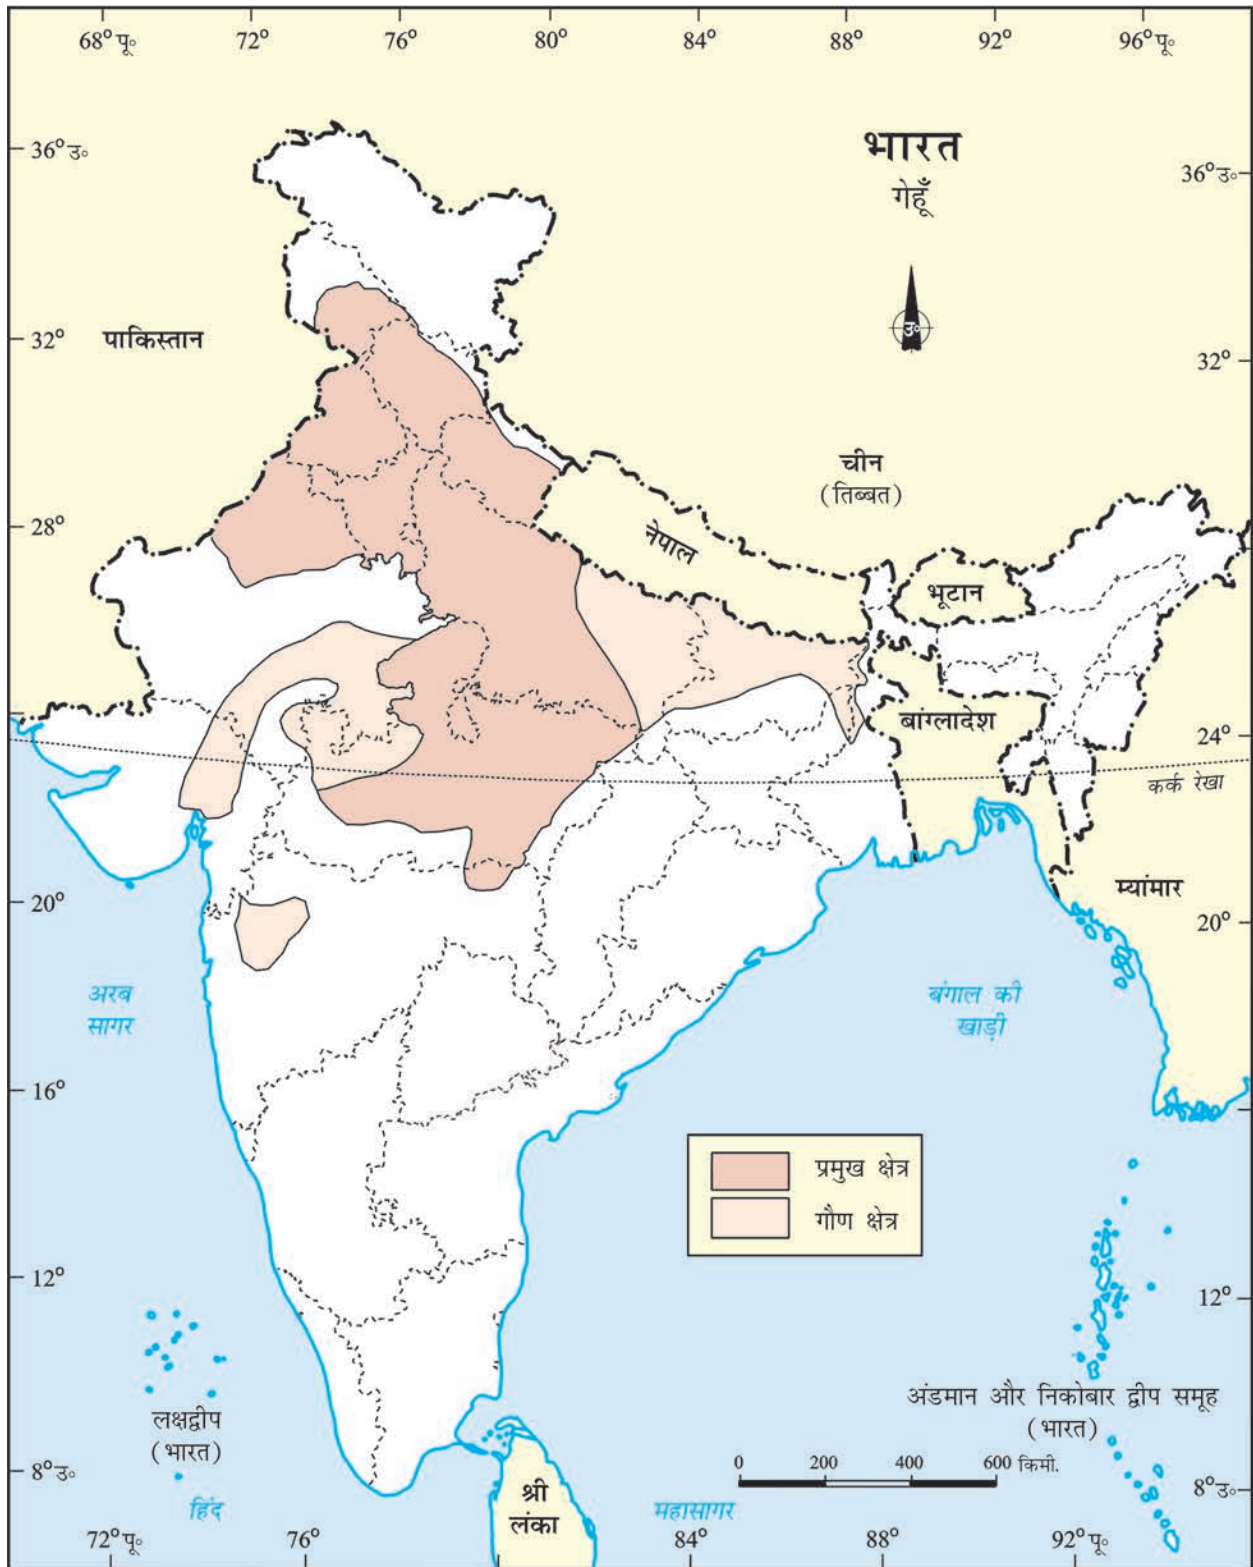 68° पू॰ 72° 76° 80° 84° 88° 92° 96° पू॰
36° उ॰
भारत
36° उ॰
गेहूँ
उ॰
पाकिस्तान
32°
32°
चीन
(तिब्बत)
28°
नेपाल
भूटान
बांग्लादेश
24°
कर्क रेखा
म्यांमार
20°
20°
अरब
सागर
बंगाल की
खाड़ी
16°
प्रमुख क्षेत्र
गौण क्षेत्र
12°
12°
अंडमान और निकोबार द्वीप समूह
(भारत)
लक्षद्वीप
(भारत)
0 200 400 600 किमी.
8° उ॰
8° उ॰
श्री
लंका
हिंद
महासागर
72° पू॰ 76° 84° 88° 92° पू॰